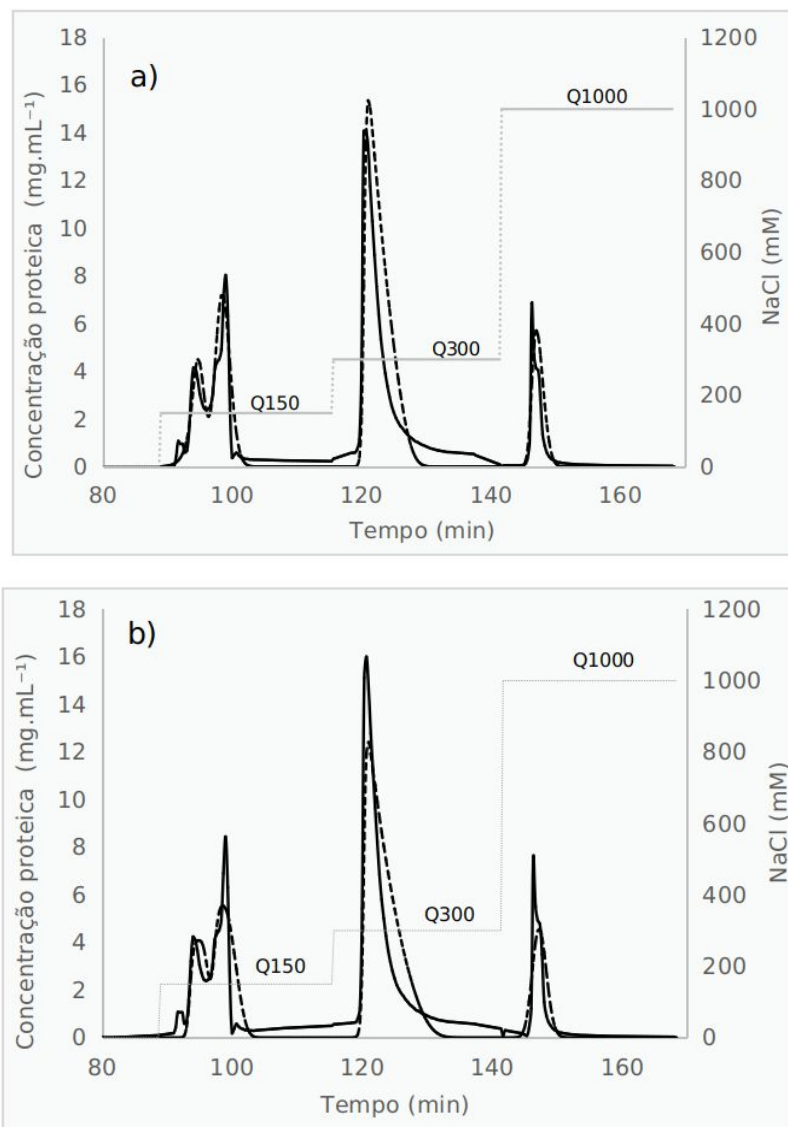 a)
18
16
14
12
10
8
6
4
2
0
Concentração proteica (mg.mL⁻¹)
1200
1000
800
600
400
200
0
NaCl (mM)
Q1000
Q300
Q150
80 100 120 140 160
Tempo (min)
b)
18
16
14
12
10
8
6
4
2
0
Concentração proteica (mg.mL⁻¹)
1200
1000
800
600
400
200
0
NaCl (mM)
Q1000
Q300
Q150
80 100 120 140 160
Tempo (min)